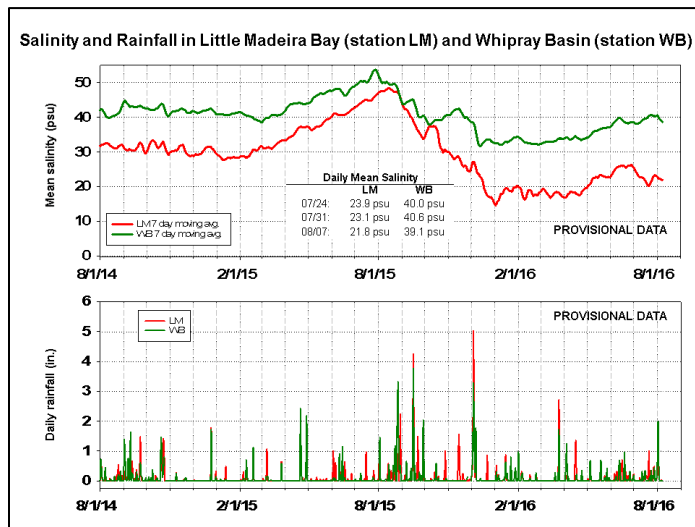 Salinity and Rainfall in Little Madeira Bay (station LM) and Whipray Basin (station WB)
Mean salinity (psu)
50
40
30
20
10
0
Daily Mean Salinity
LM WB
07/24: 23.9 psu 40.0 psu
07/31: 23.1 psu 40.6 psu
08/07: 21.8 psu 39.1 psu
LM 7 day moving avg.
WB 7 day moving avg.
PROVISIONAL DATA
8/1/14 2/1/15 8/1/15 2/1/16 8/1/16
Daily rainfall (in.)
6
5
4
3
2
1
0
LM
WB
PROVISIONAL DATA
8/1/14 2/1/15 8/1/15 2/1/16 8/1/16